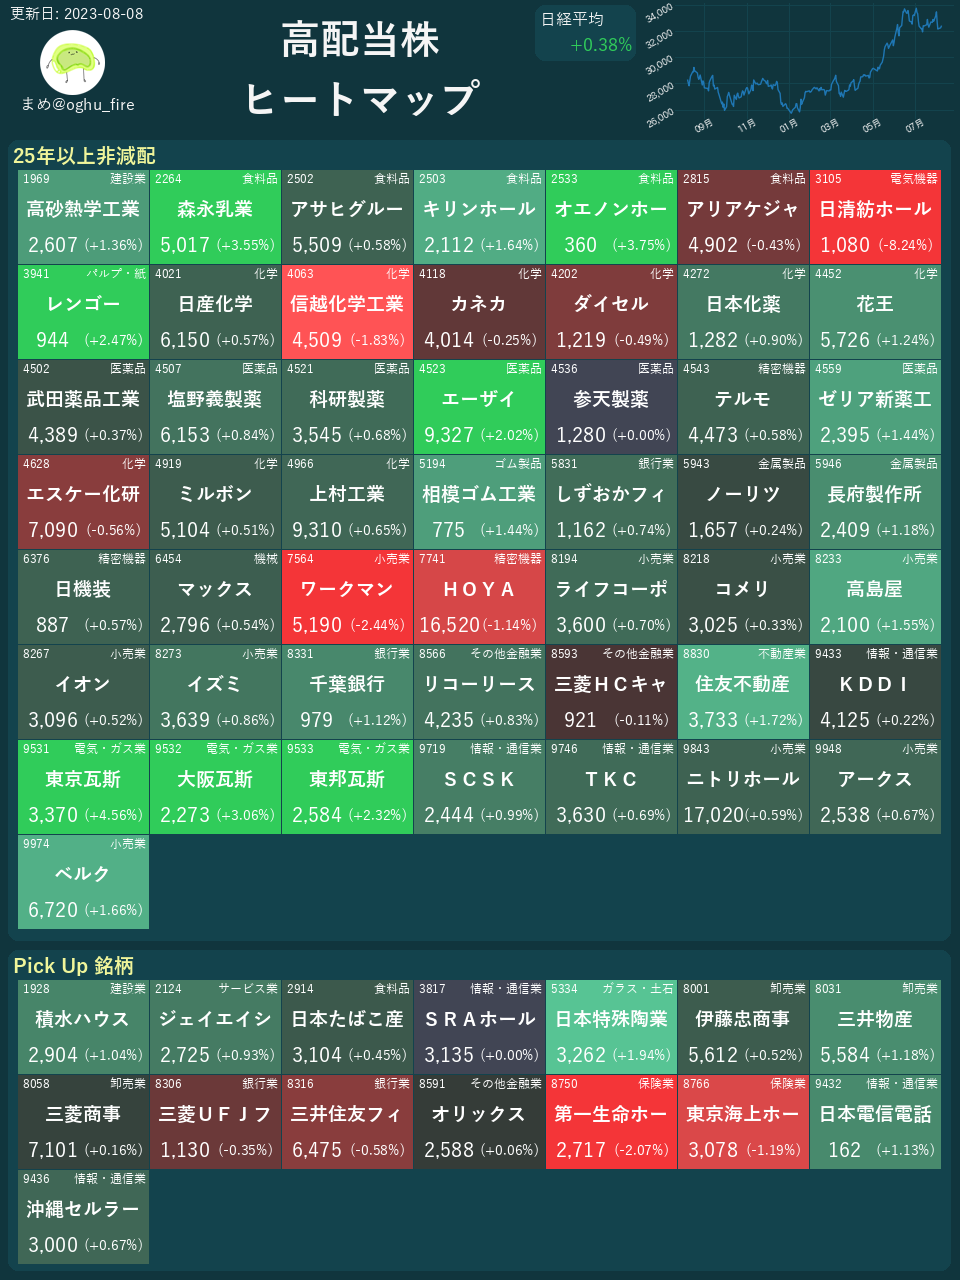 更新日: 2023-08-08
まめ@oghu_fire
高配当株
ヒートマップ
日経平均
+0.38%
34,000
32,000
30,000
28,000
26,000
09月 11月 01月 03月 05月 07月
25年以上非減配
1969 建設業 2264 食料品 2502 食料品 2503 食料品 2533 食料品 2815 食料品 3105 電気機器
高砂熱学工業 森永乳業 アサヒグルー キリンホール オエノンホー アリアケジャ 日清紡ホール
2,607 (+1.36%) 5,017 (+3.55%) 5,509 (+0.58%) 2,112 (+1.64%) 360 (+3.75%) 4,902 (-0.43%) 1,080 (-8.24%)
3941 パルプ・紙 4021 化学 4063 化学 4118 化学 4202 化学 4272 化学 4452 化学
レンゴー 日産化学 信越化学工業 カネカ ダイセル 日本化薬 花王
944 (+2.47%) 6,150 (+0.57%) 4,509 (-1.83%) 4,014 (-0.25%) 1,219 (-0.49%) 1,282 (+0.90%) 5,726 (+1.24%)
4502 医薬品 4507 医薬品 4521 医薬品 4523 医薬品 4536 医薬品 4543 精密機器 4559 医薬品
武田薬品工業 塩野義製薬 科研製薬 エーザイ 参天製薬 テルモ ゼリア新薬工
4,389 (+0.37%) 6,153 (+0.84%) 3,545 (+0.68%) 9,327 (+2.02%) 1,280 (+0.00%) 4,473 (+0.58%) 2,395 (+1.44%)
4628 化学 4919 化学 4966 化学 5194 ゴム製品 5831 銀行業 5943 金属製品 5946 金属製品
エスケー化研 ミルボン 上村工業 相模ゴム工業 しずおかフィ ノーリツ 長府製作所
7,090 (-0.56%) 5,104 (+0.51%) 9,310 (+0.65%) 775 (+1.44%) 1,162 (+0.74%) 1,657 (+0.24%) 2,409 (+1.18%)
6376 精密機器 6454 機械 7564 小売業 7741 精密機器 8194 小売業 8218 小売業 8233 小売業
日機装 マックス ワークマン ＨＯＹＡ ライフコーポ コメリ 高島屋
887 (+0.57%) 2,796 (+0.54%) 5,190 (-2.44%) 16,520 (-1.14%) 3,600 (+0.70%) 3,025 (+0.33%) 2,100 (+1.55%)
8267 小売業 8273 小売業 8331 銀行業 8566 その他金融業 8593 その他金融業 8830 不動産業 9433 情報・通信業
イオン イズミ 千葉銀行 リコーリース 三菱ＨＣキャ 住友不動産 ＫＤＤＩ
3,096 (+0.52%) 3,639 (+0.86%) 979 (+1.12%) 4,235 (+0.83%) 921 (-0.11%) 3,733 (+1.72%) 4,125 (+0.22%)
9531 電気・ガス業 9532 電気・ガス業 9533 電気・ガス業 9719 情報・通信業 9746 情報・通信業 9843 小売業 9948 小売業
東京瓦斯 大阪瓦斯 東邦瓦斯 ＳＣＳＫ ＴＫＣ ニトリホール アークス
3,370 (+4.56%) 2,273 (+3.06%) 2,584 (+2.32%) 2,444 (+0.99%) 3,630 (+0.69%) 17,020 (+0.59%) 2,538 (+0.67%)
9974 小売業
ベルク
6,720 (+1.66%)
Pick Up 銘柄
1928 建設業 2124 サービス業 2914 食料品 3817 情報・通信業 5334 ガラス・土石 8001 卸売業 8031 卸売業
積水ハウス ジェイエイシ 日本たばこ産 ＳＲＡホール 日本特殊陶業 伊藤忠商事 三井物産
2,904 (+1.04%) 2,725 (+0.93%) 3,104 (+0.45%) 3,135 (+0.00%) 3,262 (+1.94%) 5,612 (+0.52%) 5,584 (+1.18%)
8058 卸売業 8306 銀行業 8316 銀行業 8591 その他金融業 8750 保険業 8766 保険業 9432 情報・通信業
三菱商事 三菱ＵＦＪフ 三井住友フィ オリックス 第一生命ホー 東京海上ホー 日本電信電話
7,101 (+0.16%) 1,130 (-0.35%) 6,475 (-0.58%) 2,588 (+0.06%) 2,717 (-2.07%) 3,078 (-1.19%) 162 (+1.13%)
9436 情報・通信業
沖縄セルラー
3,000 (+0.67%)